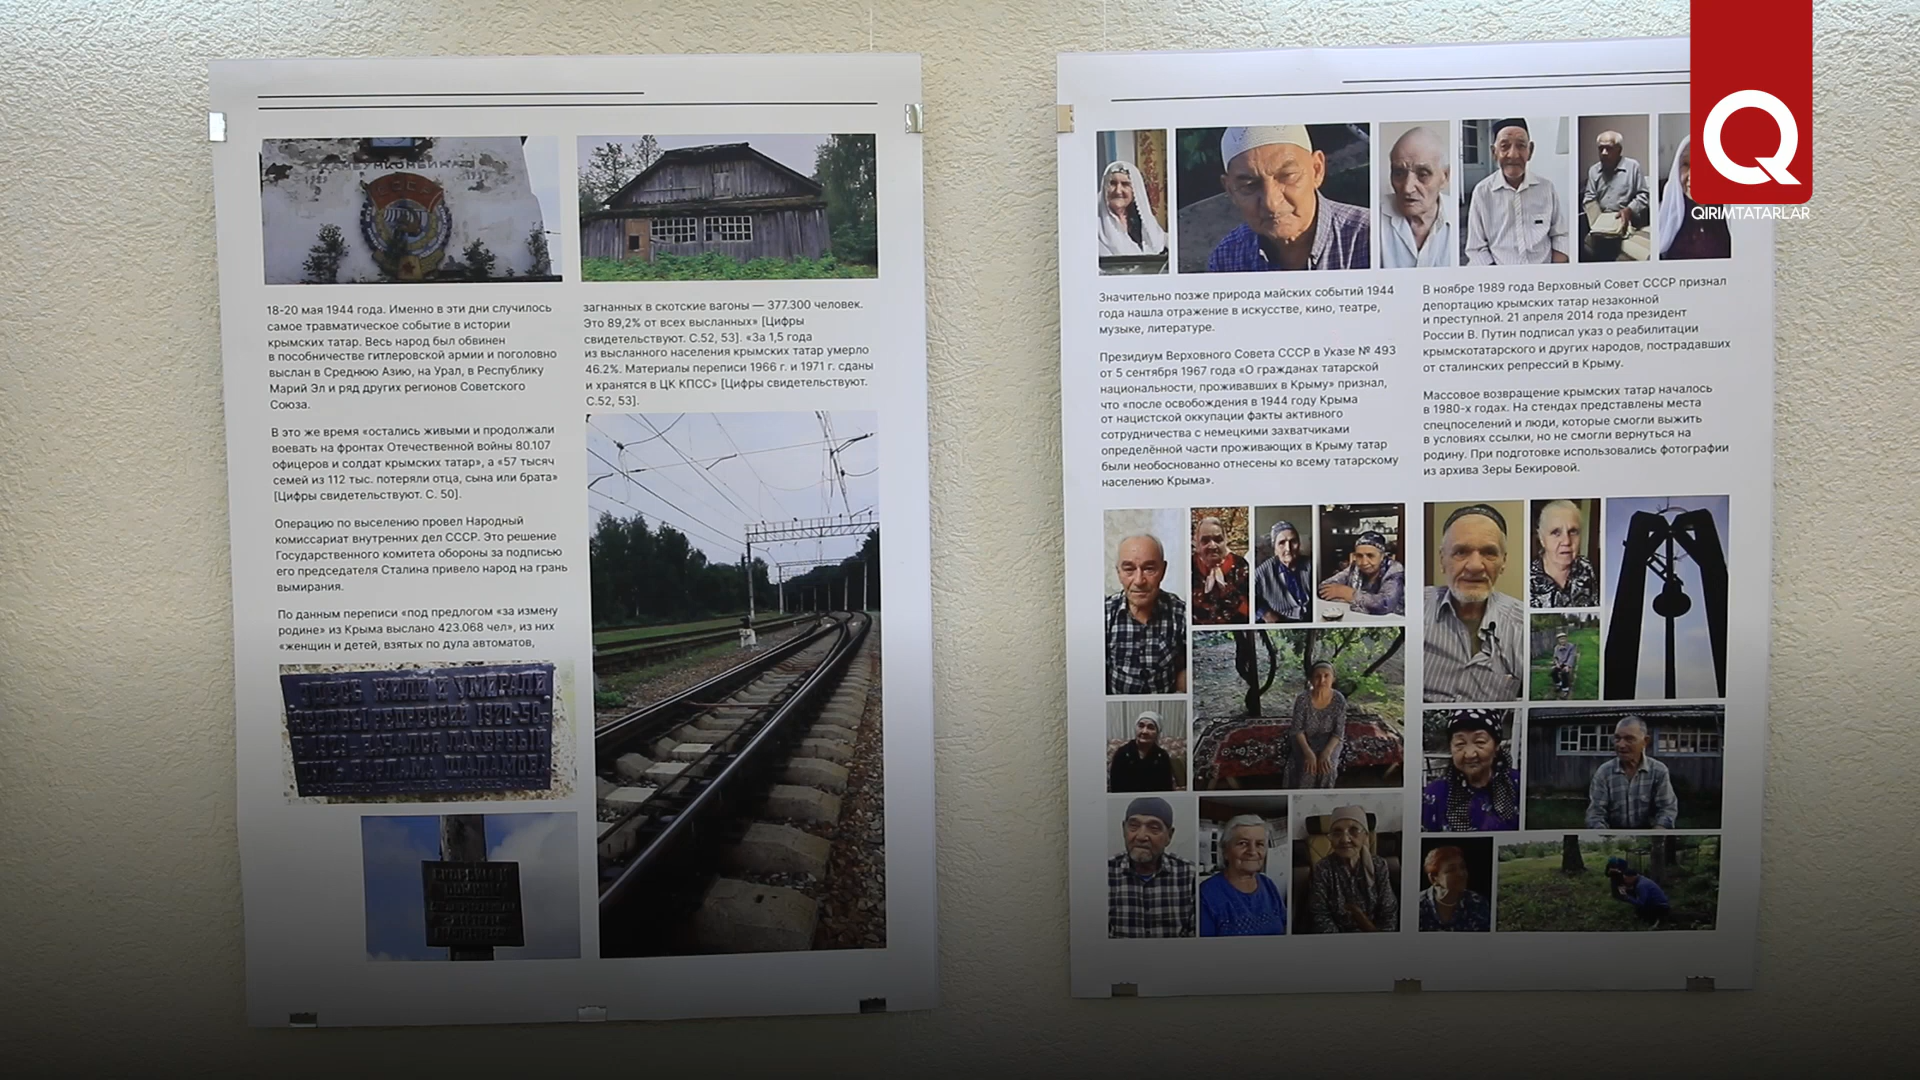 18-20 мая 1944 года. Именно в эти дни случилось
самое травматическое событие в истории
крымских татар. Весь народ был обвинен
в пособничестве гитлеровской армии и поголовно
выслан в Среднюю Азию, на Урал, в Республику
Марий Эл и ряд других регионов Советского
Союза.
В это же время «остались живыми и продолжали
воевать на фронтах Отечественной войны 80.107
офицеров и солдат крымских татар», а «57 тысяч
семей из 112 тыс. потеряли отца, сына или брата»
[Цифры свидетельствуют. С. 50].
Операцию по выселению провел Народный
комиссариат внутренних дел СССР. Это решение
Государственного комитета обороны за подписью
его председателя Сталина привело народ на грань
вымирания.
По данным переписи «под предлогом «за измену
родине» из Крыма выслано 423.068 чел», из них
«женщин и детей, взятых по дула автоматов,
ЗДЕСЬ ЖИЛИ И УМИРАЛИ
ЖЕРТВЫ РЕПРЕССИЙ 1920-50-
загнанных в скотские вагоны — 377.300 человек.
Это 89,2% от всех высланных» [Цифры
свидетельствуют. С.52, 53]. «За 1,5 года
из высланного населения крымских татар умерло
46.2%. Материалы переписи 1966 г. и 1971 г. сданы
и хранятся в ЦК КПСС» [Цифры свидетельствуют.
С.52, 53].
Значительно позже природа майских событий 1944
года нашла отражение в искусстве, кино, театре,
музыке, литературе.
Президиум Верховного Совета СССР в Указе № 493
от 5 сентября 1967 года «О гражданах татарской
национальности, проживавших в Крыму» признал,
что «после освобождения в 1944 году Крыма
от нацистской оккупации факты активного
сотрудничества с немецкими захватчиками
определённой части проживающих в Крыму татар
были необоснованно отнесены ко всему татарскому
населению Крыма».
В ноябре 1989 года Верховный Совет СССР признал
депортацию крымских татар незаконной
и преступной. 21 апреля 2014 года президент
России В. Путин подписал указ о реабилитации
крымскотатарского и других народов, пострадавших
от сталинских репрессий в Крыму.
Массовое возвращение крымских татар началось
в 1980-х годах. На стендах представлены места
спецпоселений и люди, которые смогли выжить
в условиях ссылки, но не смогли вернуться на
родину. При подготовке использовались фотографии
из архива Зеры Бекировой.
QIRIMTATARLAR